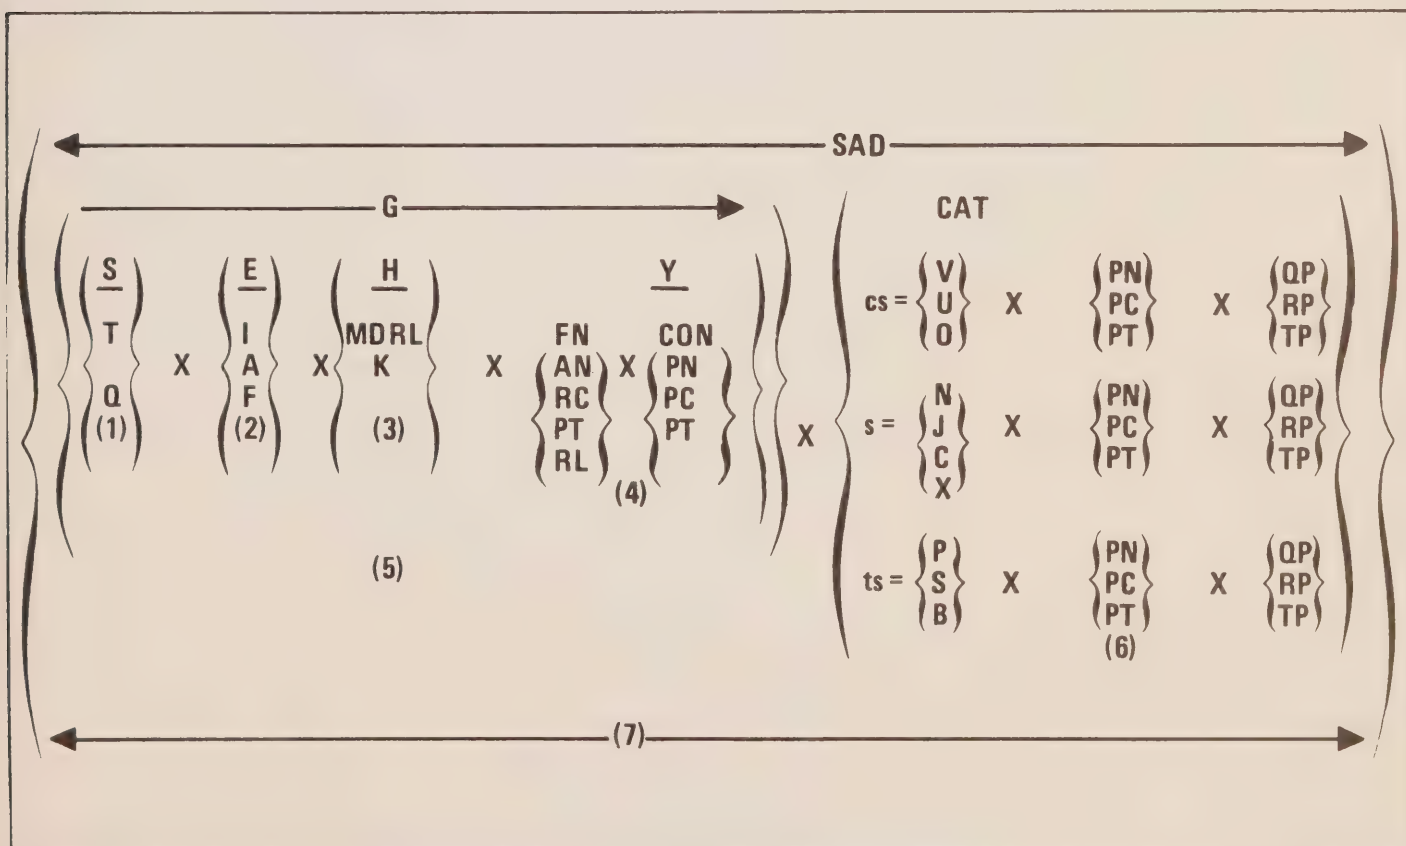 SAD
G
CAT
S E H Y
cs = V X PN X QP
U PC RP
O PT TP
T X I X MDRL X FN X CON
A K AN PN
Q F RC PC
(1) (2) (3) PT PT
RL
(4)
X
s = N X PN X QP
J PC RP
C PT TP
X
(5)
ts = P X PN X QP
S PC RP
B PT TP
(6)
(7)